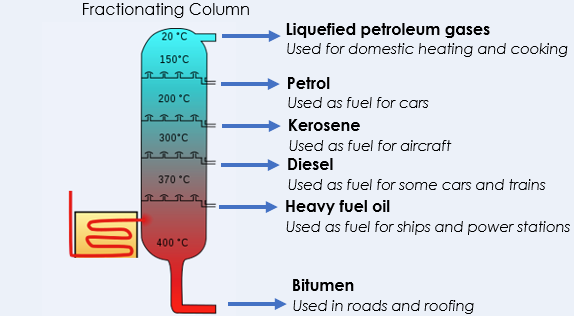 Fractionating Column
20 °C
Liquefied petroleum gases
Used for domestic heating and cooking
150°C
Petrol
200 °C
Used as fuel for cars
Kerosene
300°C
Used as fuel for aircraft
Diesel
370 °C
Used as fuel for some cars and trains
Heavy fuel oil
Used as fuel for ships and power stations
400 °C
Bitumen
Used in roads and roofing